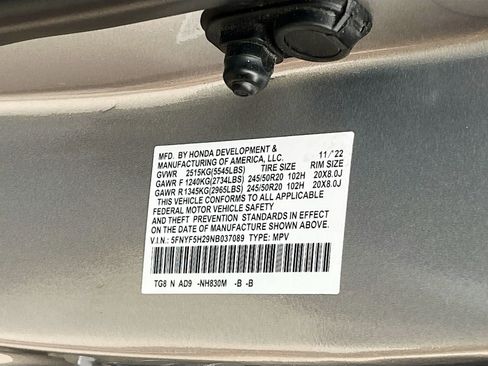 MFD. BY HONDA DEVELOPMENT &
MANUFACTURING OF AMERICA, LLC. 11/'22
GVWR 2515KG(5545LBS) TIRE SIZE RIM SIZE
GAWR F 1240KG(2734LBS) 245/50R20 102H 20X8.0J
GAWR R 1345KG(2965LBS) 245/50R20 102H 20X8.0J
THIS VEHICLE CONFORMS TO ALL APPLICABLE
FEDERAL MOTOR VEHICLE SAFETY
AND THEFT PREVENTION STANDARDS IN EFFECT
ON THE DATE OF MANUFACTURE SHOWN ABOVE.
V.I.N.: 5FNYF5H29NB037089 TYPE: MPV
TG8 N AD9 -NH830M -B -B